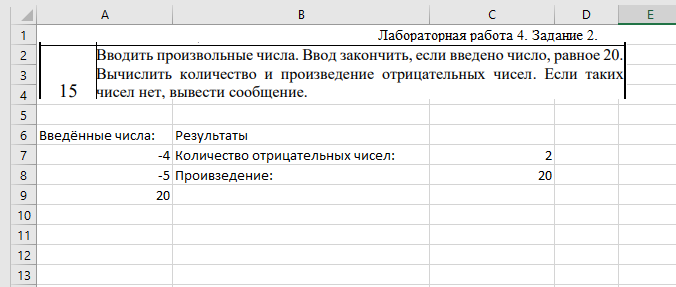 A B C D E
1 Лабораторная работа 4. Задание 2.
2 Вводить произвольные числа. Ввод закончить, если введено число, равное 20.
3 Вычислить количество и произведение отрицательных чисел. Если таких
4 15 чисел нет, вывести сообщение.
5
6 Введённые числа: Результаты
7 -4 Количество отрицательных чисел: 2
8 -5 Проивзедение: 20
9 20
10
11
12
13